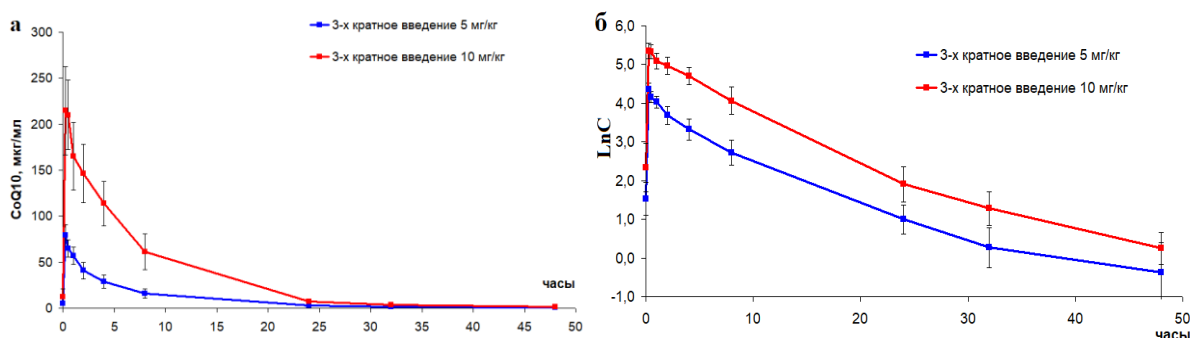 а
3-х кратное введение 5 мг/кг
3-х кратное введение 10 мг/кг
CoQ10, мкг/мл
300
250
200
150
100
50
0
часы
0 5 10 15 20 25 30 35 40 45 50
б
3-х кратное введение 5 мг/кг
3-х кратное введение 10 мг/кг
LnC
6,0
5,0
4,0
3,0
2,0
1,0
0,0
-1,0
0 10 20 30 40 50
часы